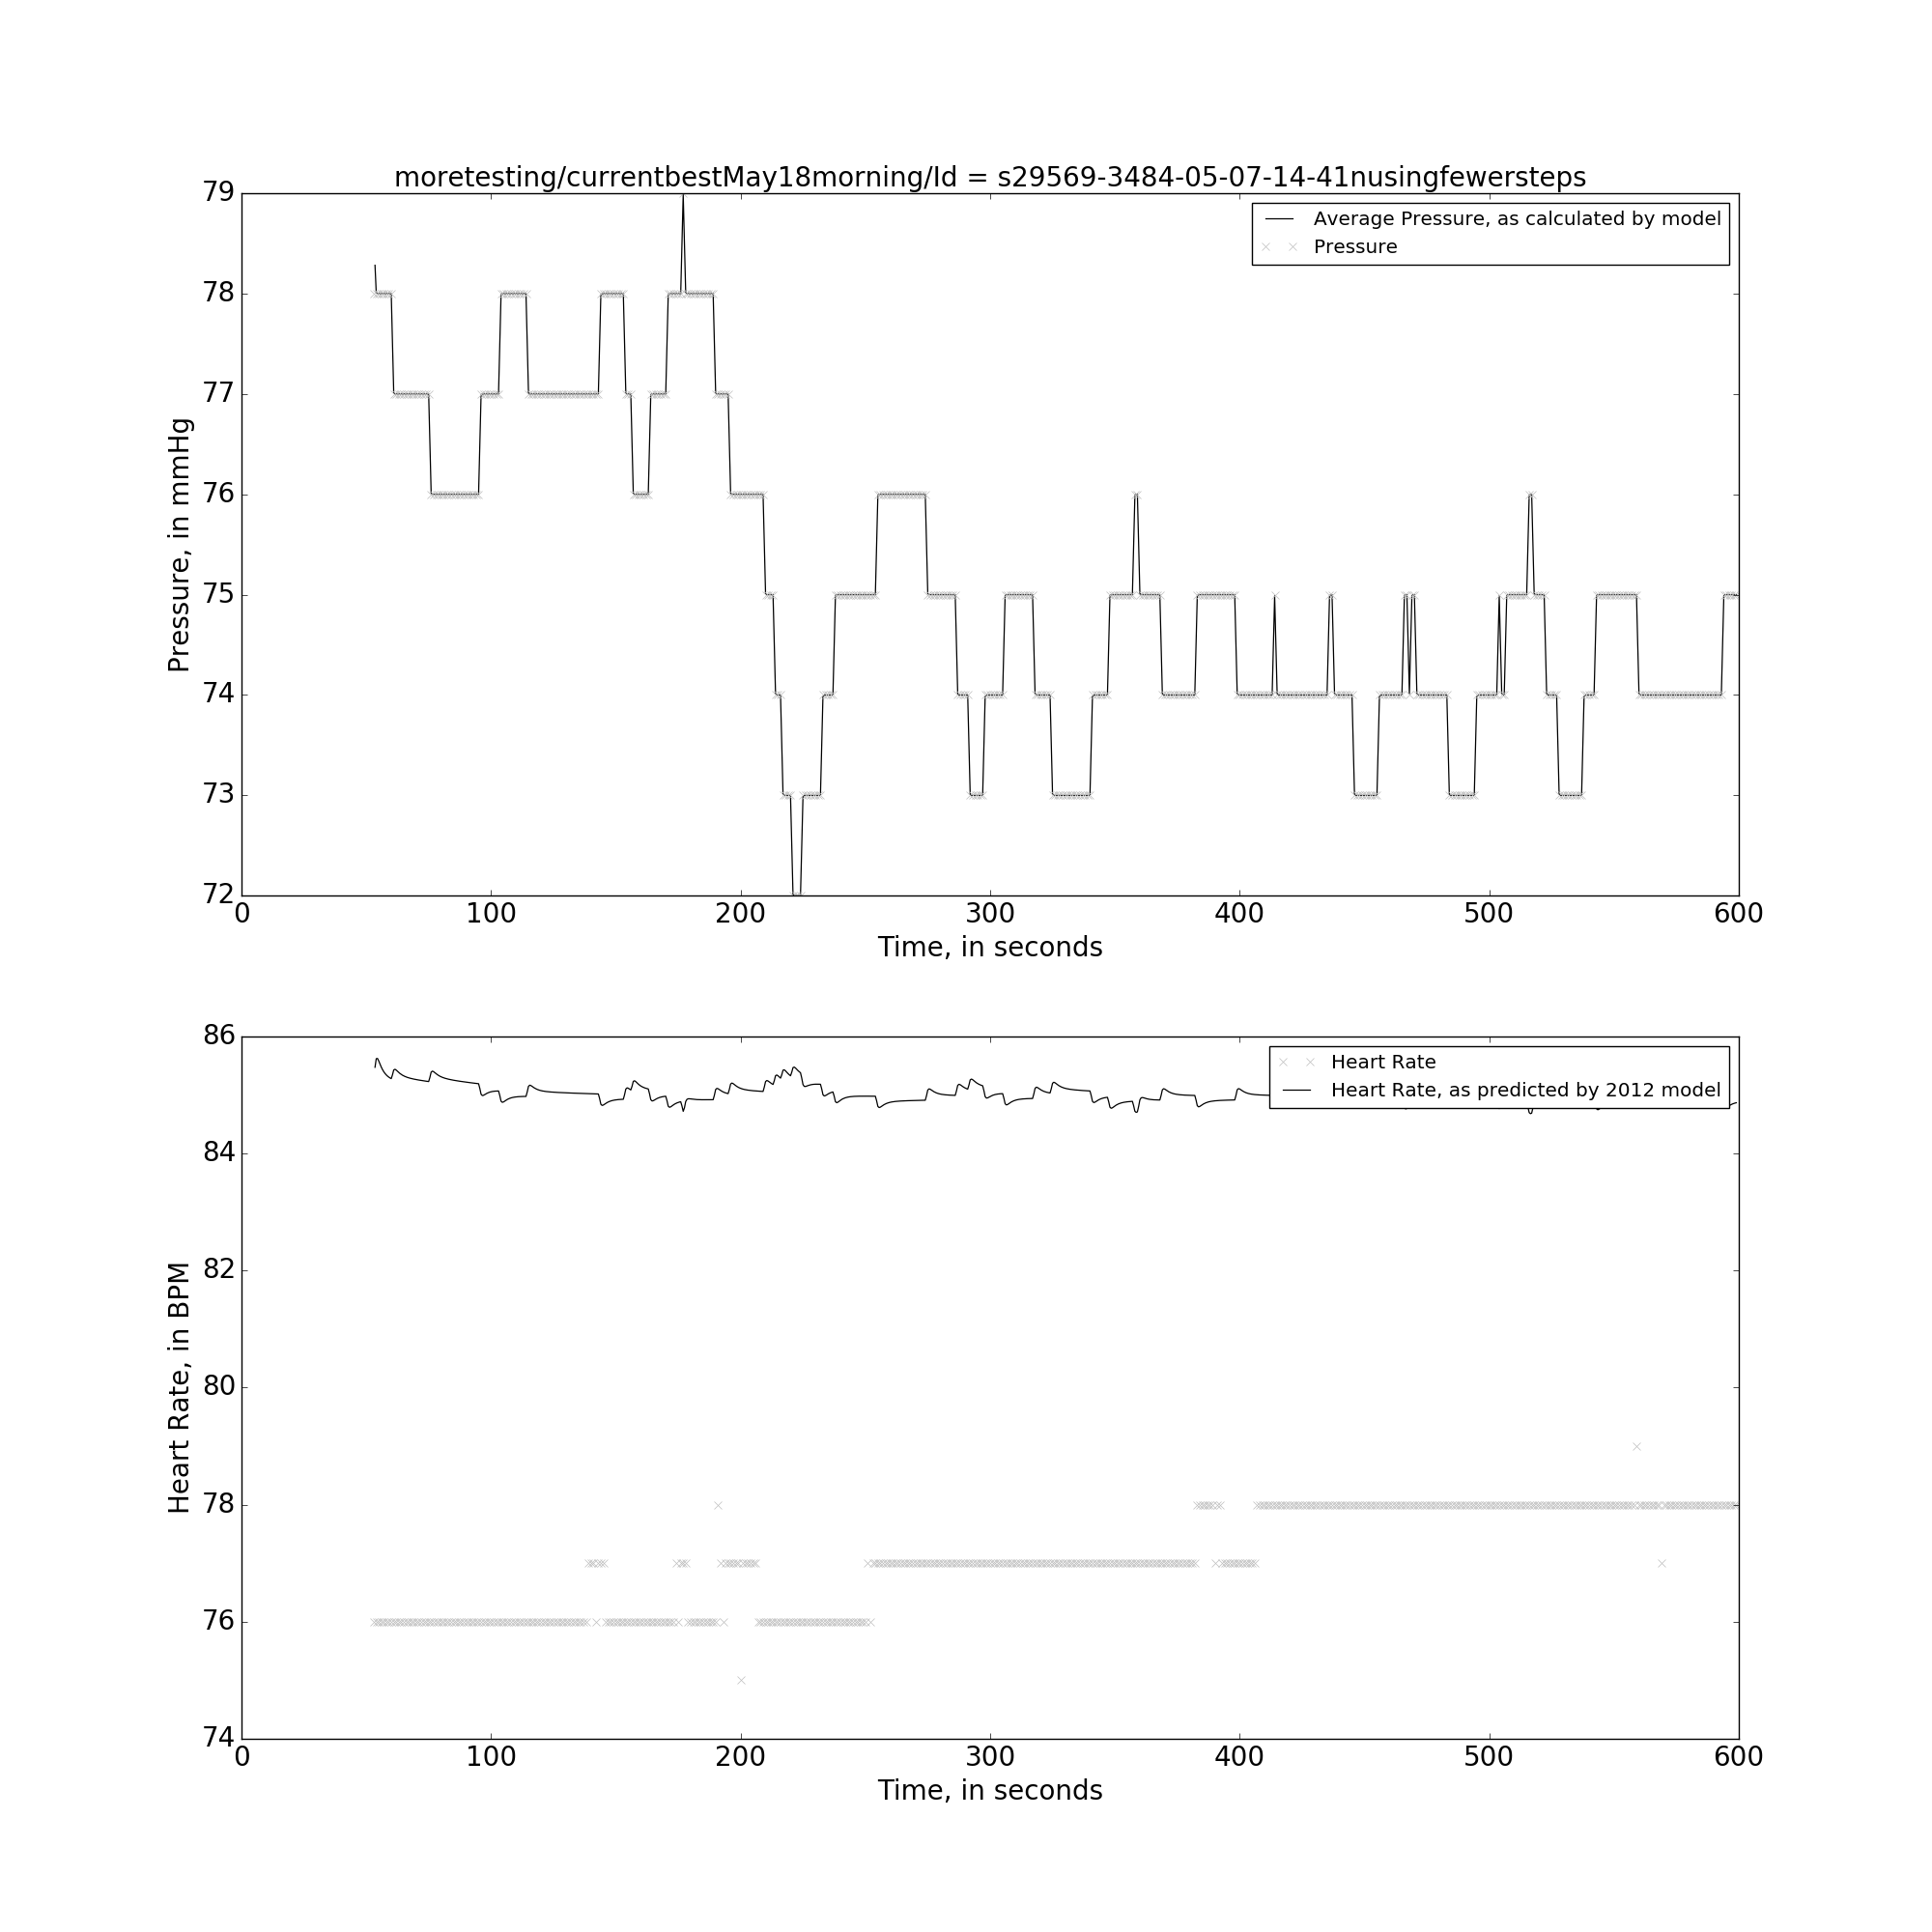 moretesting/currentbestMay18morning/Id = s29569-3484-05-07-14-41nusingfewersteps
79
78
77
76
75
74
73
72
Pressure, in mmHg
Average Pressure, as calculated by model
Pressure
0 100 200 300 400 500 600
Time, in seconds
86
84
82
80
78
76
74
Heart Rate, in BPM
Heart Rate
Heart Rate, as predicted by 2012 model
0 100 200 300 400 500 600
Time, in seconds